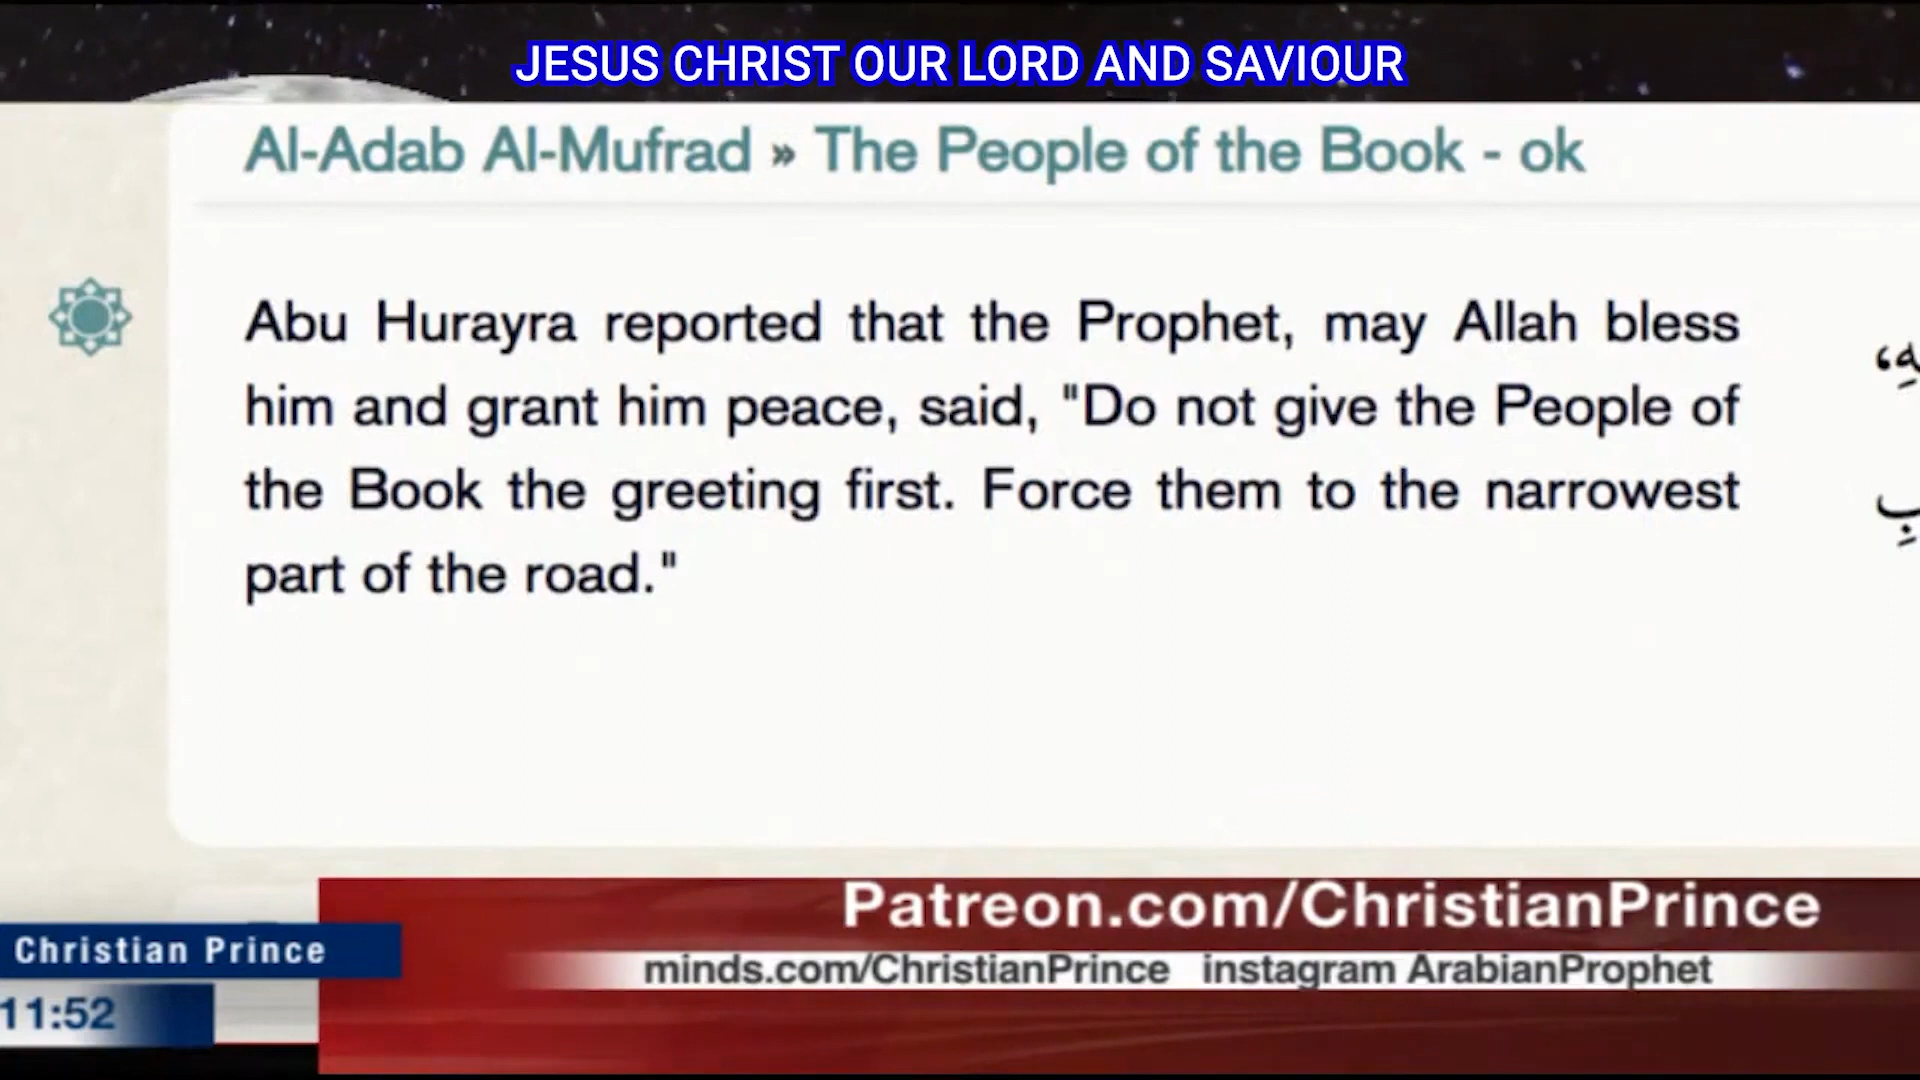 JESUS CHRIST OUR LORD AND SAVIOUR
Al-Adab Al-Mufrad » The People of the Book - ok
Abu Hurayra reported that the Prophet, may Allah bless
him and grant him peace, said, "Do not give the People of
the Book the greeting first. Force them to the narrowest
part of the road."
Patreon.com/ChristianPrince
Christian Prince
minds.com/ChristianPrince instagram ArabianProphet
11:52